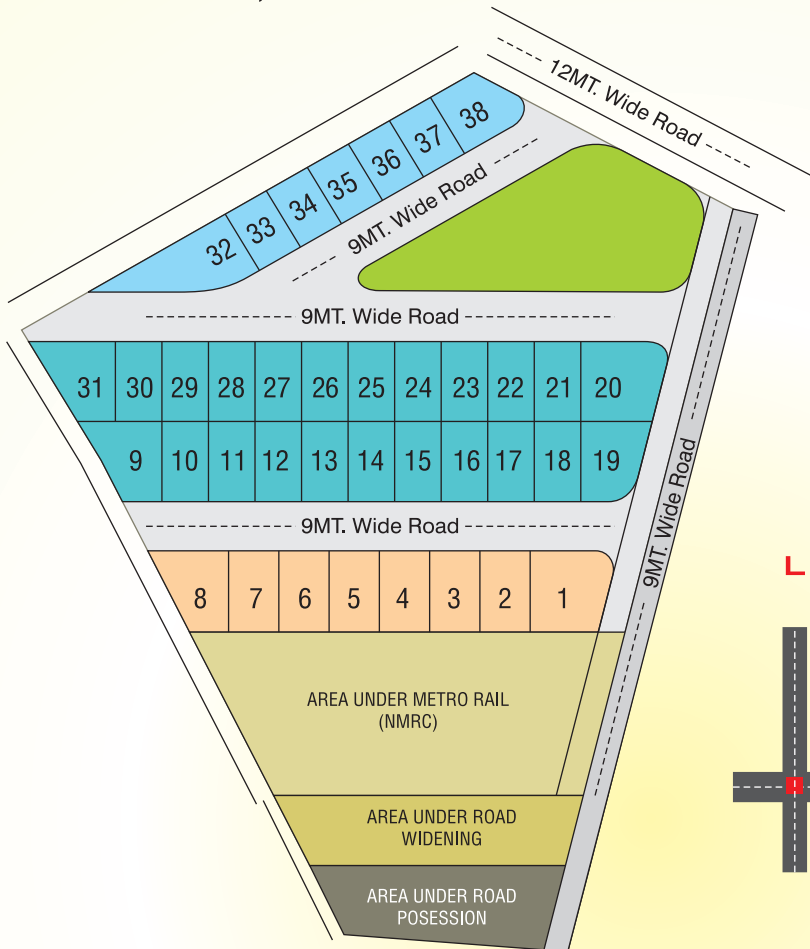 12MT. Wide Road
38
37
36
35
34
33
32
9MT. Wide Road
9MT. Wide Road
31 30 29 28 27 26 25 24 23 22 21 20
9 10 11 12 13 14 15 16 17 18 19
9MT. Wide Road
9MT. Wide Road
8 7 6 5 4 3 2 1
AREA UNDER METRO RAIL
(NMRC)
AREA UNDER ROAD
WIDENING
AREA UNDER ROAD
POSESSION